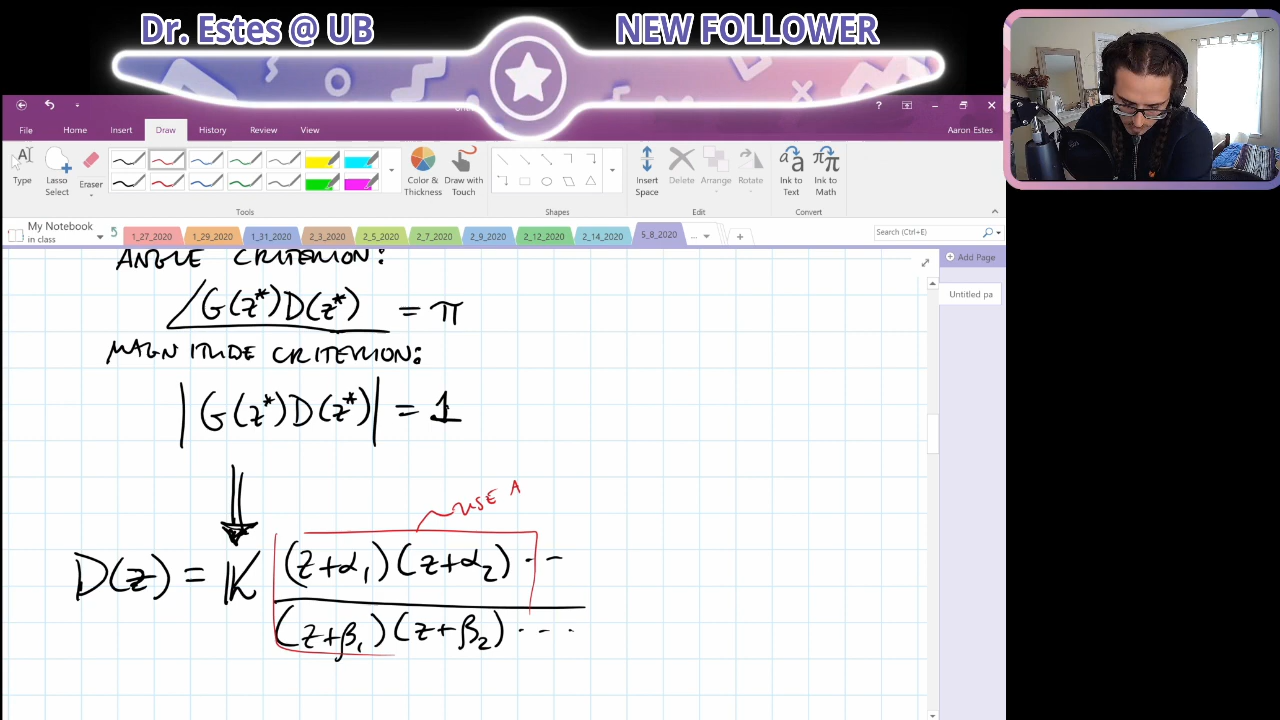 Dr. Estes @ UB
NEW FOLLOWER
File Home Insert Draw History Review View
Aaron Estes
Type
Lasso Select
Eraser
Color & Thickness
Draw with Touch
Insert Space
Delete
Arrange
Rotate
Ink to Text
Ink to Math
Tools
Shapes
Edit
Convert
My Notebook
in class
1_27_2020 1_29_2020 1_31_2020 2_3_2020 2_5_2020 2_7_2020 2_9_2020 2_12_2020 2_14_2020 5_8_2020 ...
Search (Ctrl+E)
Add Page
Untitled pa
ANGLE CRITERION:
∠G(z*)D(z*) = π
MAGNITUDE CRITERION:
|G(z*)D(z*)| = 1
USE A
D(z) = K (z+α₁)(z+α₂)···
(z+β₁)(z+β₂)···